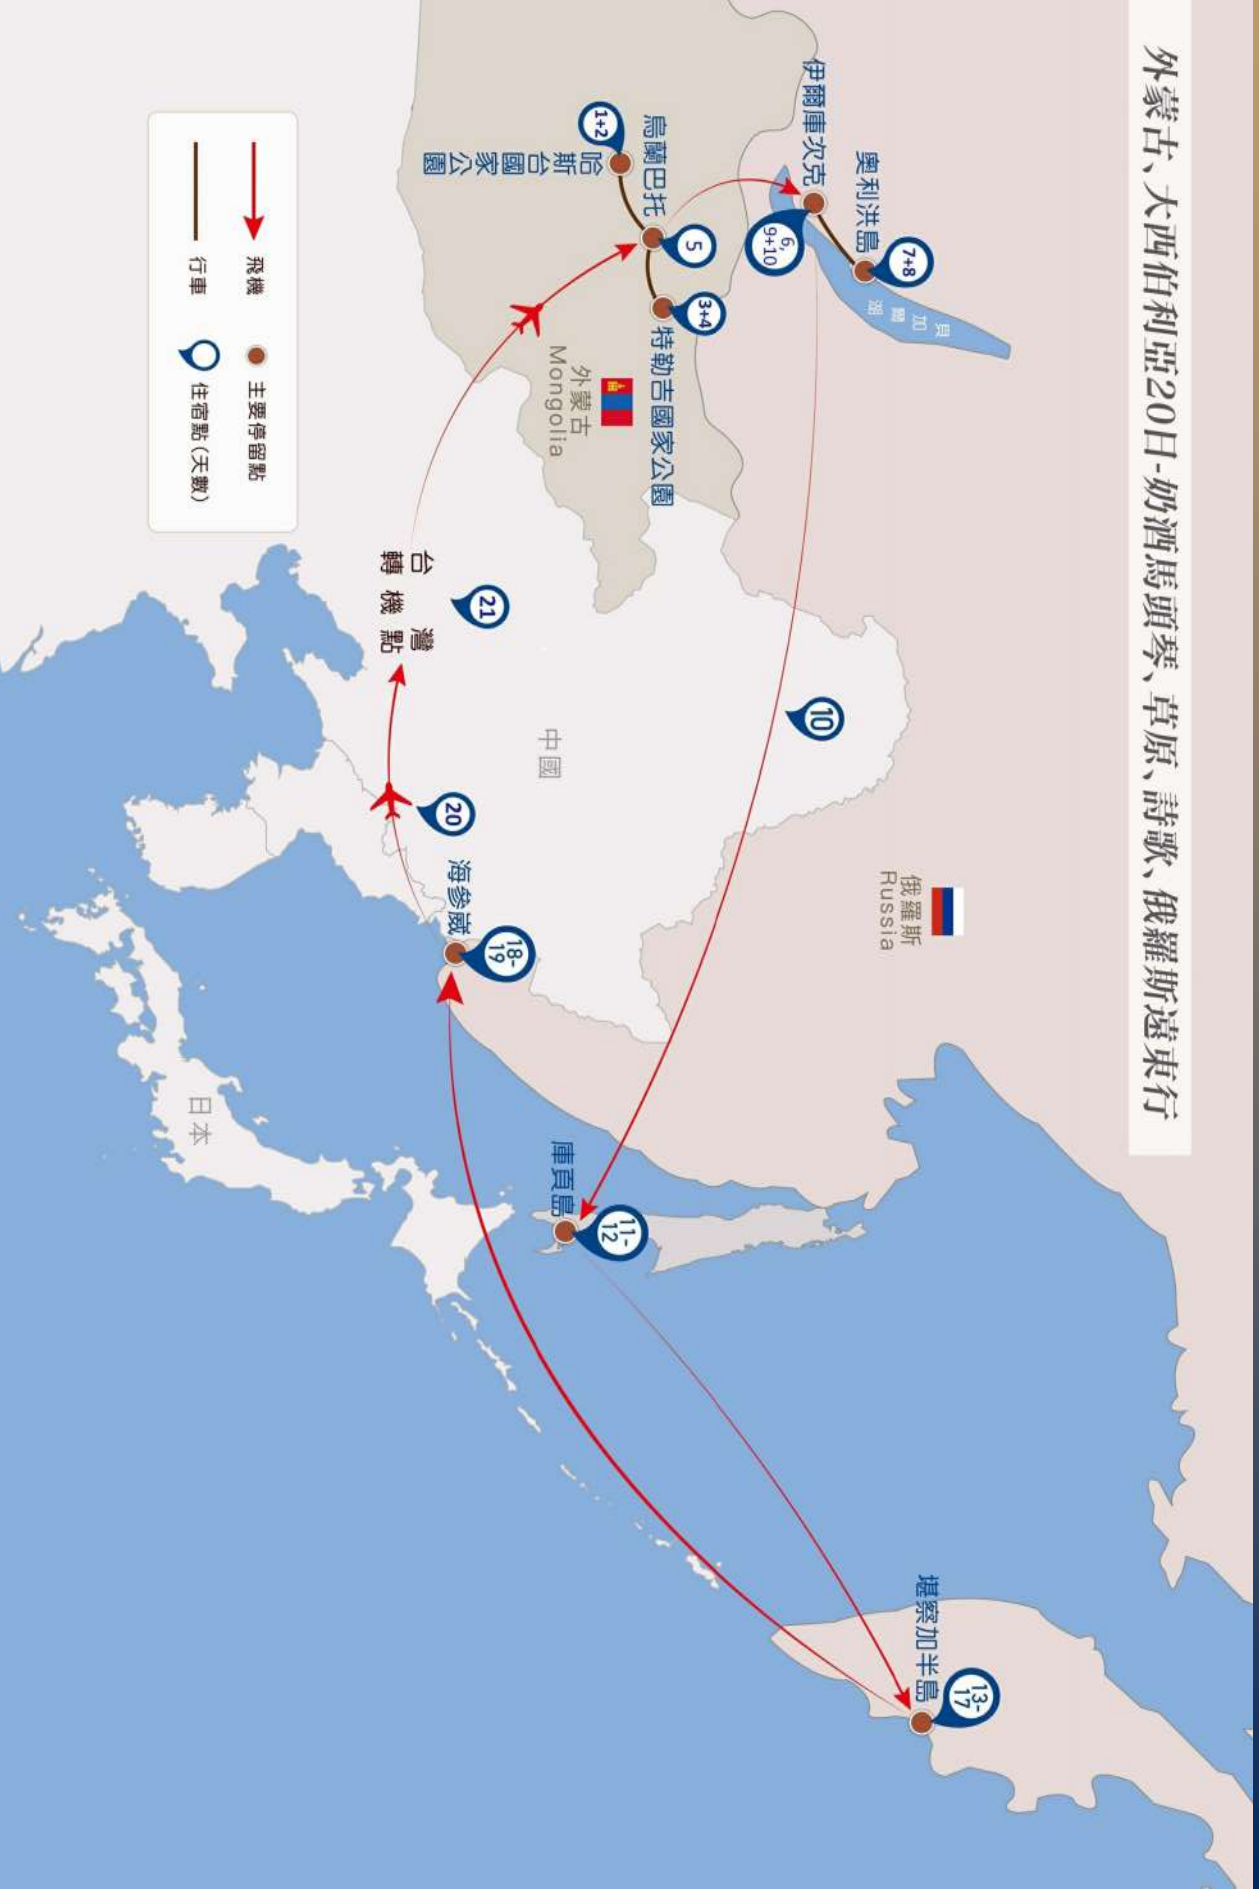 外蒙古、大西伯利亞20日-奶酒馬頭琴、草原、詩歌、俄羅斯遠東行
俄羅斯
Russia
奧利洪島
7+8
貝加爾湖
伊爾庫次克
6,
9+10
10
烏蘭巴托
5
3+4
特勒吉國家公園
1+2
哈斯台國家公園
外蒙古
Mongolia
中國
21
台灣
轉機點
20
海參崴
18-
19
庫頁島
11-
12
堪察加半島
13-
17
日本
飛機
主要停留點
行車
住宿點(天數)